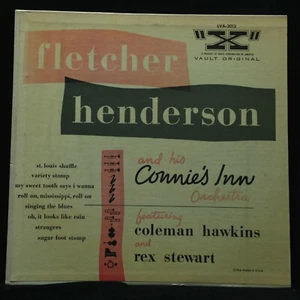 LVA-3013
fletcher
"X"
VAULT ORIGINAL
henderson
and his
Connie's Inn
Orchestra
st. louis shuffle
variety stomp
my sweet tooth says i wanna
roll on, mississippi, roll on
singing the blues
oh, it looks like rain
strangers
sugar foot stomp
featuring
coleman hawkins
and
rex stewart